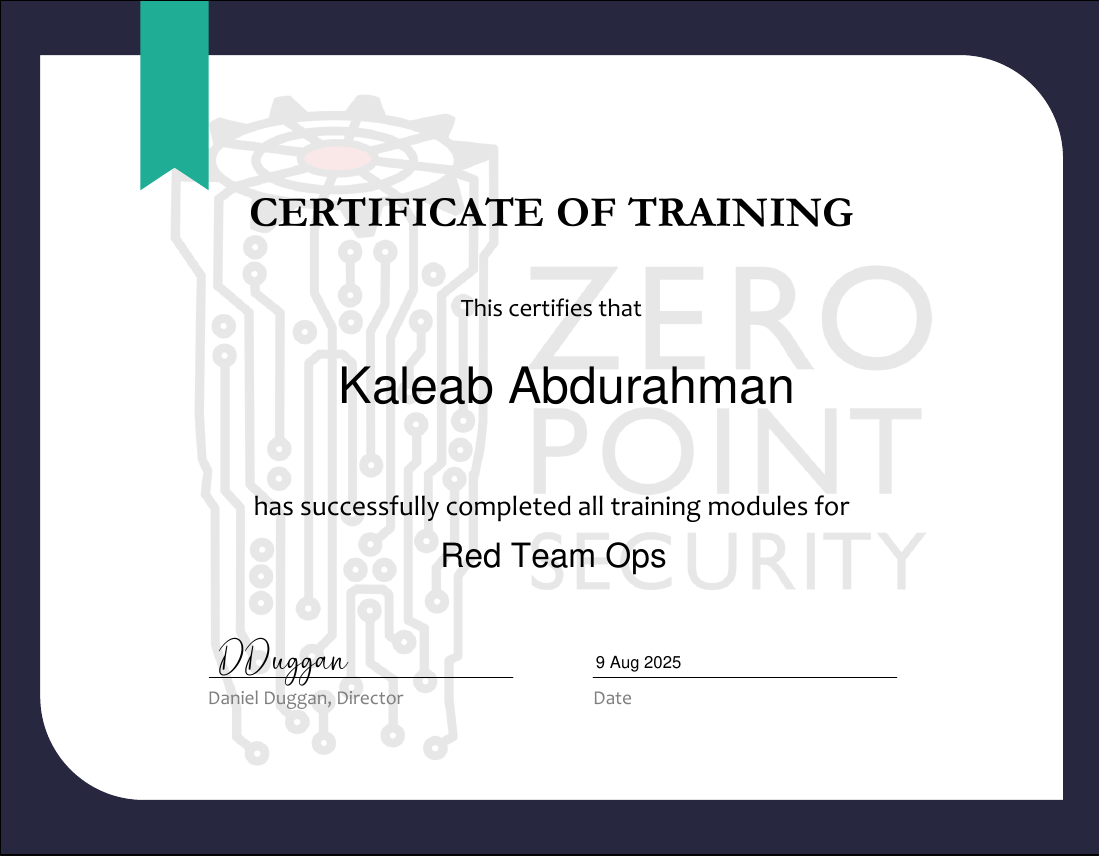 CERTIFICATE OF TRAINING
This certifies that
Kaleab Abdurahman
has successfully completed all training modules for
Red Team Ops
ZERO
POINT
SECURITY
DDuggan
9 Aug 2025
Daniel Duggan, Director
Date